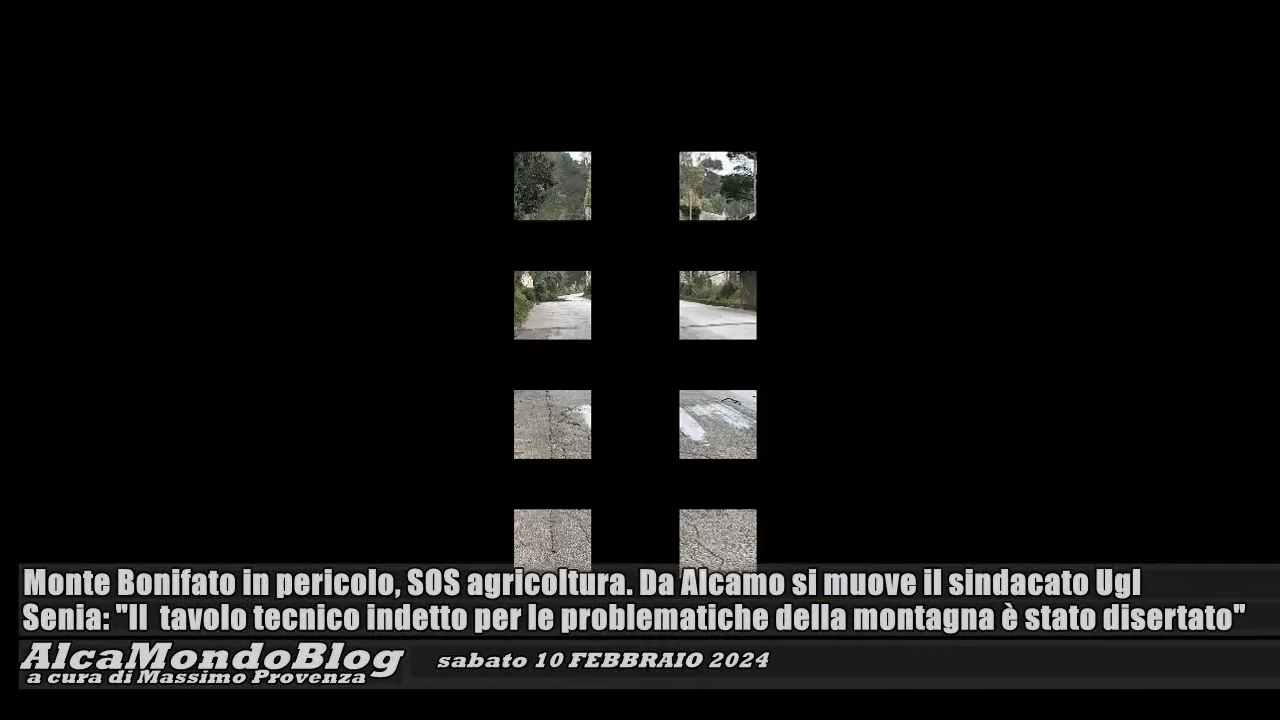 Monte Bonifato in pericolo, SOS agricoltura. Da Alcamo si muove il sindacato Ugl
Senia: "Il  tavolo tecnico indetto per le problematiche della montagna è stato disertato"
AlcaMondoBlog
sabato 10 FEBBRAIO 2024
a cura di Massimo Provenza